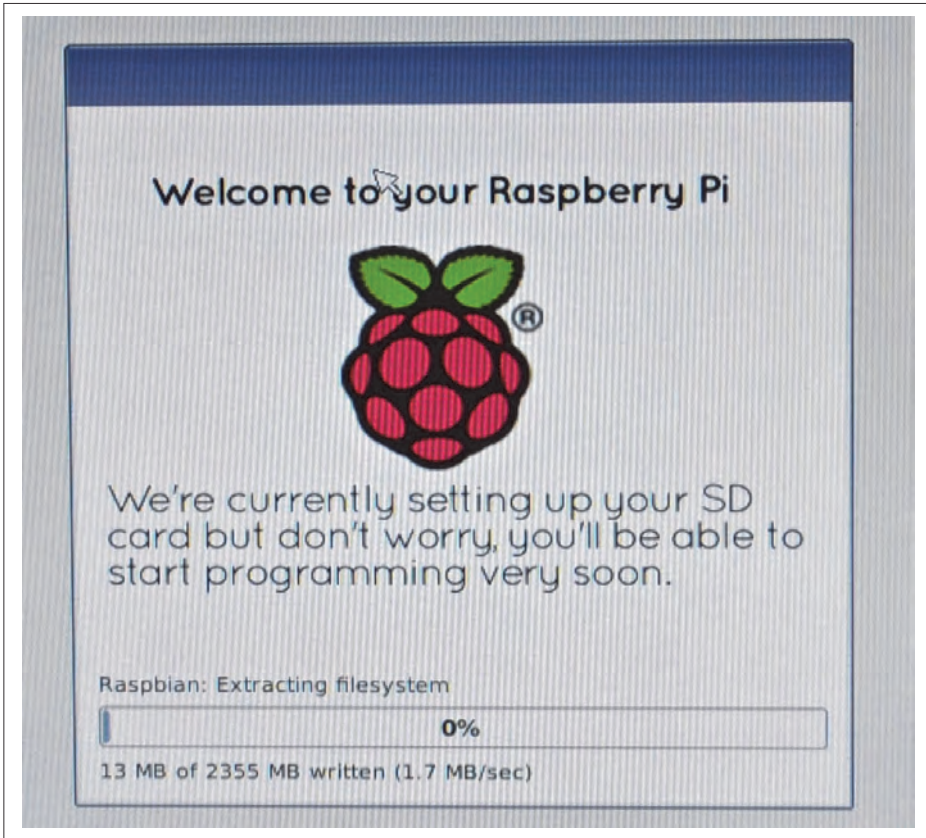 Welcome to your Raspberry Pi
®
We're currently setting up your SD
card but don't worry, you'll be able to
start programming very soon.
Raspbian: Extracting filesystem
0%
13 MB of 2355 MB written (1.7 MB/sec)